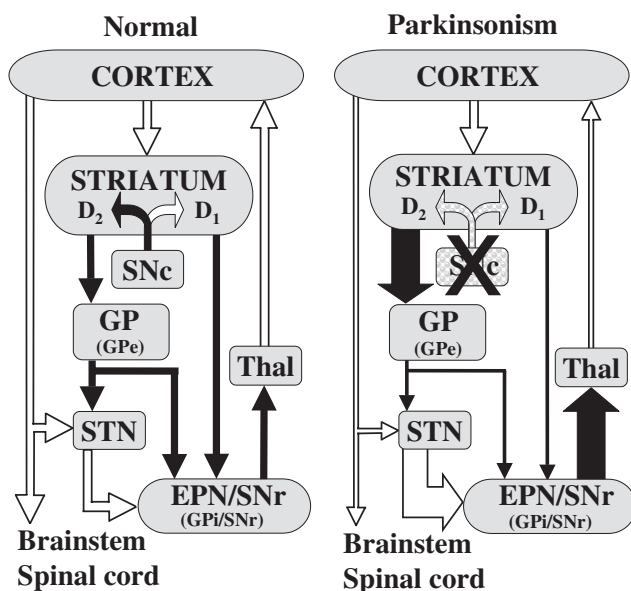 Normal
CORTEX
STRIATUM
D2 D1
SNc
GP
(GPe)
Thal
STN
EPN/SNr
(GPi/SNr)
Brainstem
Spinal cord
Parkinsonism
CORTEX
STRIATUM
D2 D1
SNc
GP
(GPe)
Thal
STN
EPN/SNr
(GPi/SNr)
Brainstem
Spinal cord